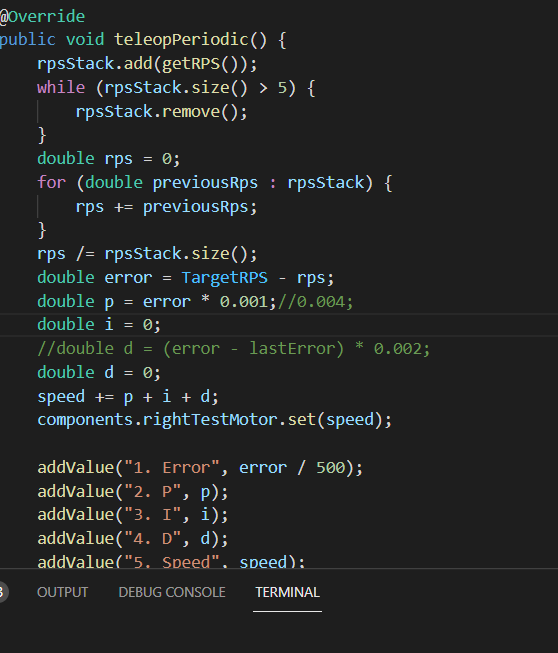 @Override
public void teleopPeriodic() {
rpsStack.add(getRPS());
while (rpsStack.size() > 5) {
rpsStack.remove();
}
double rps = 0;
for (double previousRps : rpsStack) {
rps += previousRps;
}
rps /= rpsStack.size();
double error = TargetRPS - rps;
double p = error * 0.001;//0.004;
double i = 0;
//double d = (error - lastError) * 0.002;
double d = 0;
speed += p + i + d;
components.rightTestMotor.set(speed);
addValue("1. Error", error / 500);
addValue("2. P", p);
addValue("3. I", i);
addValue("4. D", d);
addValue("5. Speed", speed);
3 OUTPUT DEBUG CONSOLE TERMINAL